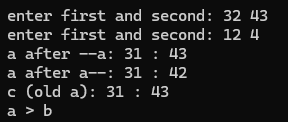 enter first and second: 32 43
enter first and second: 12 4
a after --a: 31 : 43
a after a--: 31 : 42
c (old a): 31 : 43
a > b